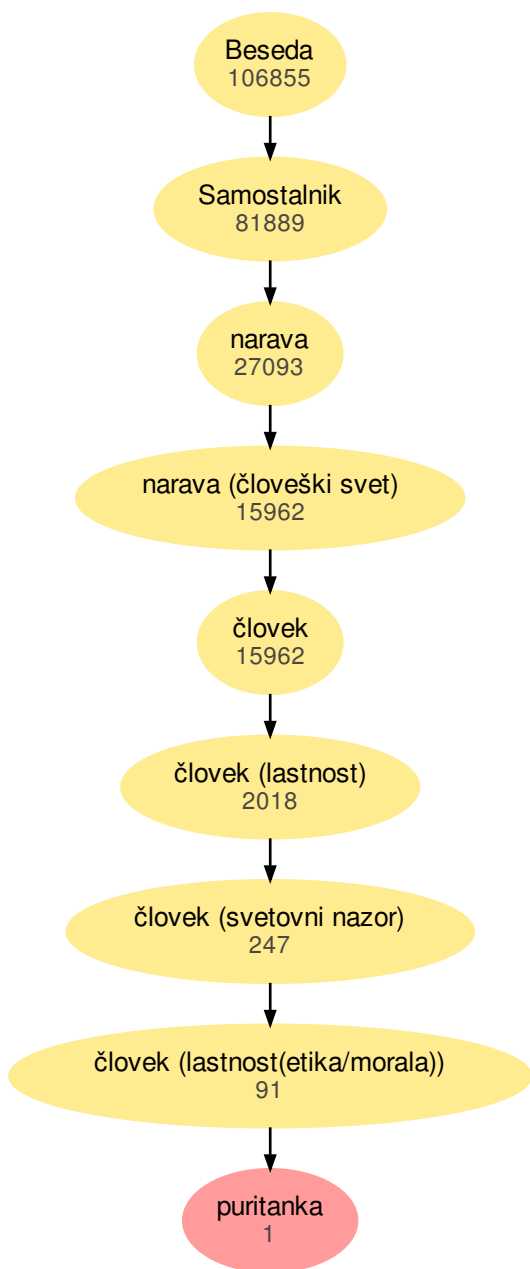 Beseda
106855
Samostalnik
81889
narava
27093
narava (človeški svet)
15962
človek
15962
človek (lastnost)
2018
človek (svetovni nazor)
247
človek (lastnost(etika/morala))
91
puritanka
1